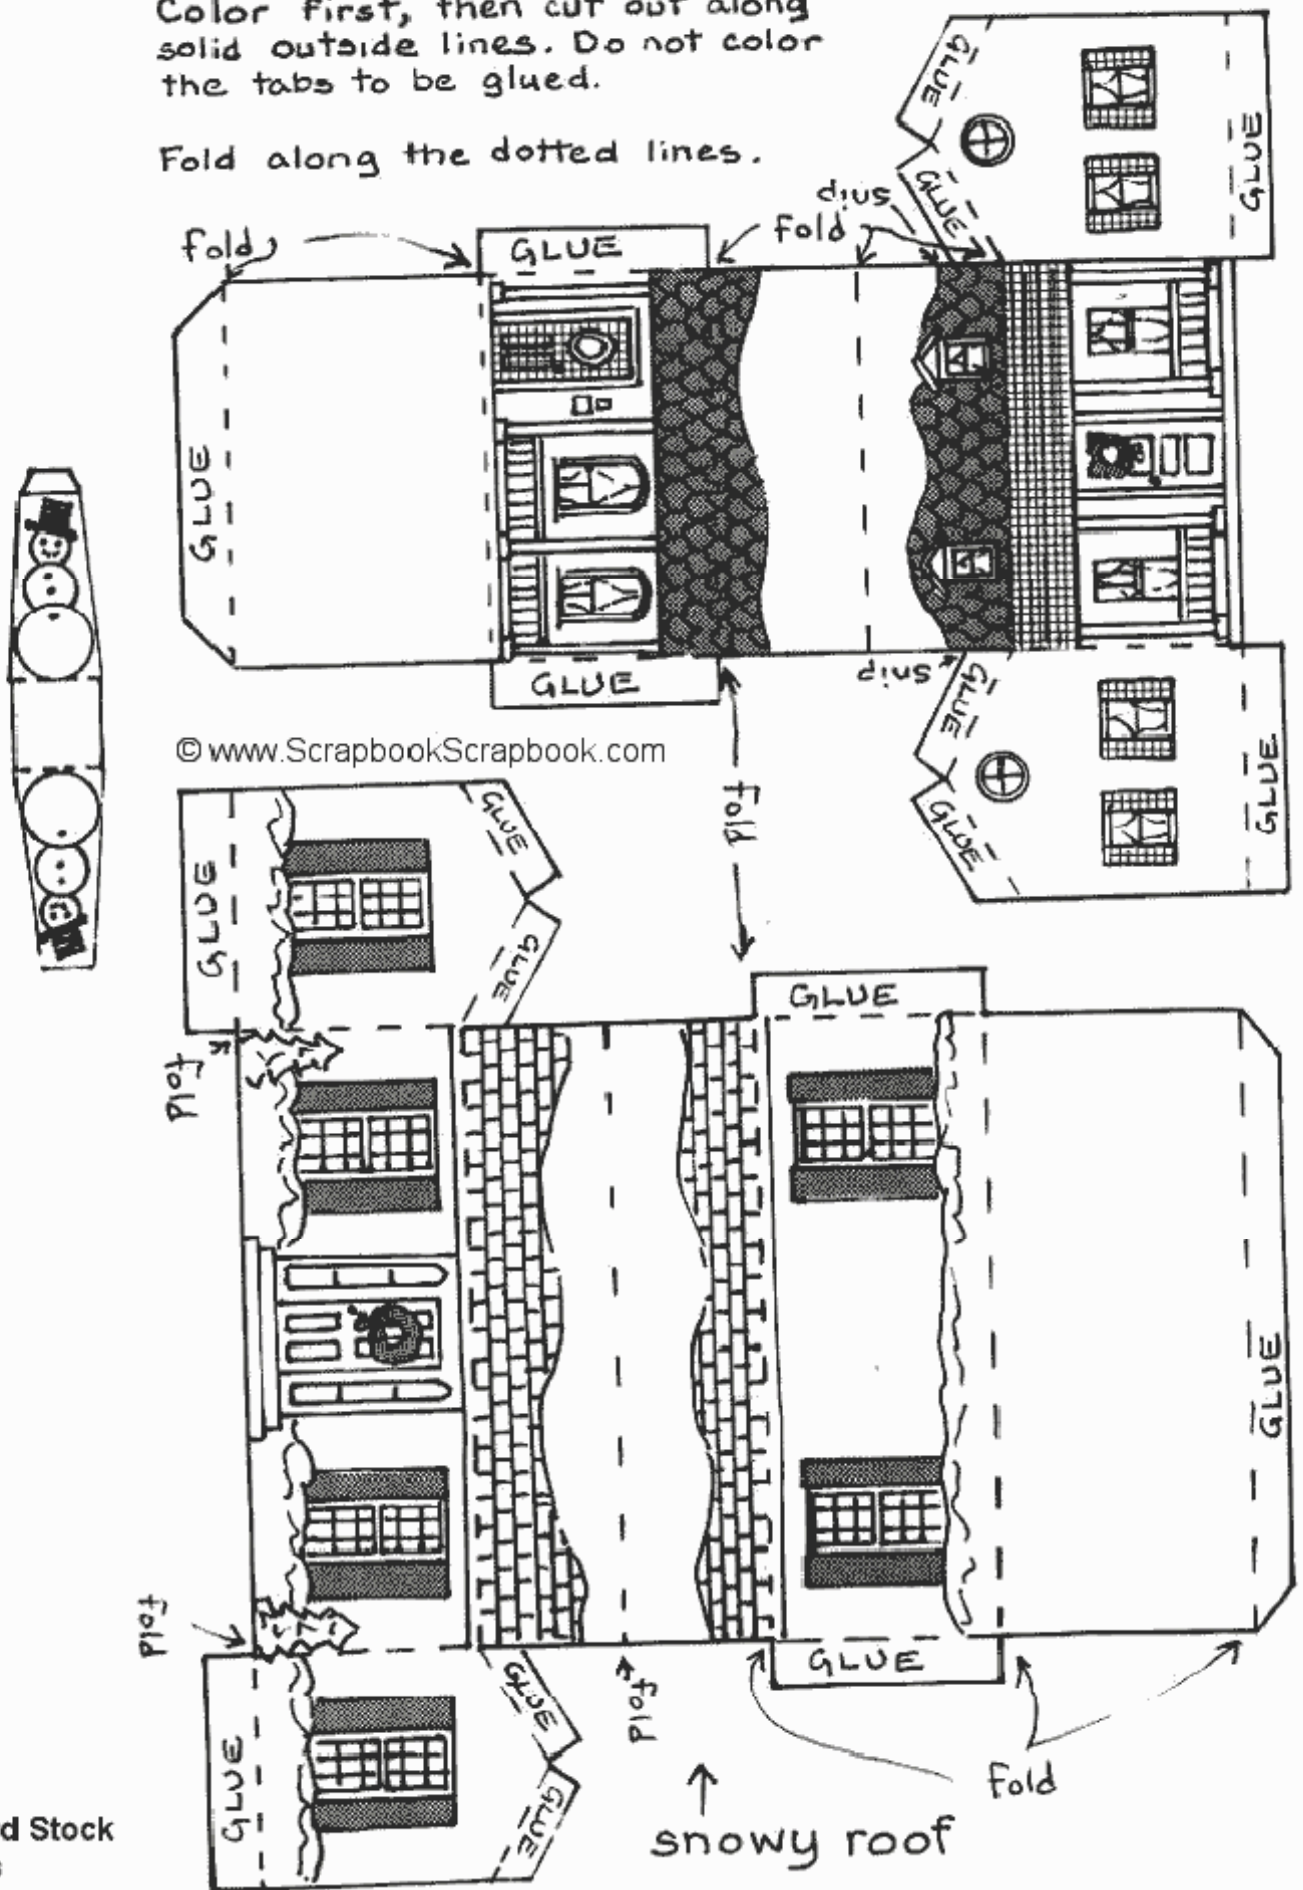 Color first, then cut out along
solid outside lines. Do not color
the tabs to be glued.
Fold along the dotted lines.
fold
GLUE
fold
snip
GLUE
GLUE
GLUE
GLUE
GLUE
snip
GLUE
GLUE
GLUE
© www.ScrapbookScrapbook.com
fold
GLUE
GLUE
GLUE
GLUE
fold
GLUE
fold
GLUE
GLUE
GLUE
GLUE
fold
fold
snowy roof
d Stock